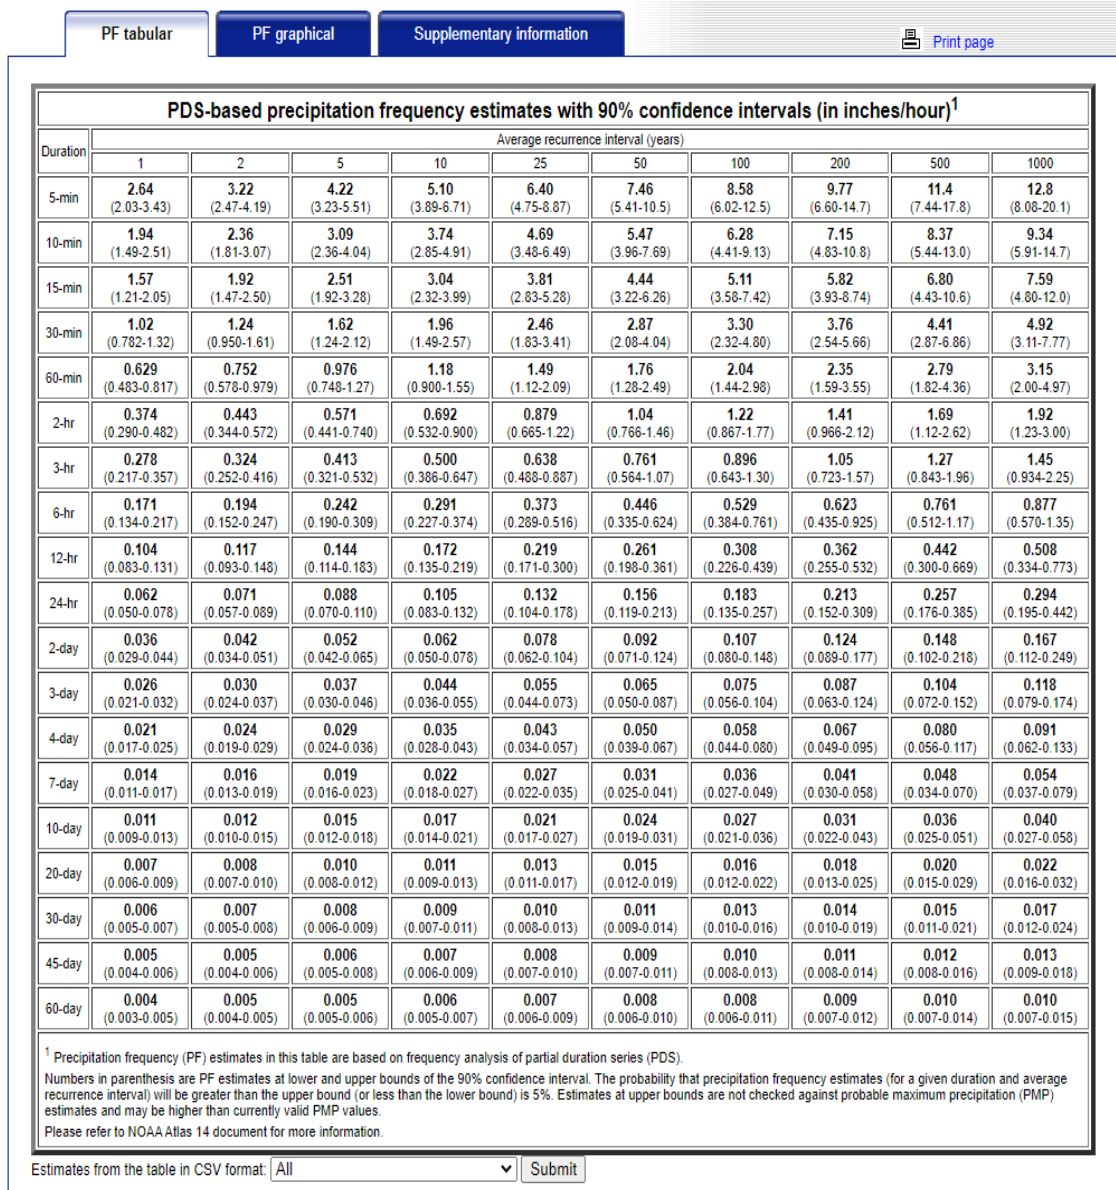 PF tabular PF graphical Supplementary information Print page
PDS-based precipitation frequency estimates with 90% confidence intervals (in inches/hour)1
Duration Average recurrence interval (years)
1 2 5 10 25 50 100 200 500 1000
5-min 2.64 3.22 4.22 5.10 6.40 7.46 8.58 9.77 11.4 12.8
(2.03-3.43) (2.47-4.19) (3.23-5.51) (3.89-6.71) (4.75-8.87) (5.41-10.5) (6.02-12.5) (6.60-14.7) (7.44-17.8) (8.08-20.1)
10-min 1.94 2.36 3.09 3.74 4.69 5.47 6.28 7.15 8.37 9.34
(1.49-2.51) (1.81-3.07) (2.36-4.04) (2.85-4.91) (3.48-6.49) (3.96-7.69) (4.41-9.13) (4.83-10.8) (5.44-13.0) (5.91-14.7)
15-min 1.57 1.92 2.51 3.04 3.81 4.44 5.11 5.82 6.80 7.59
(1.21-2.05) (1.47-2.50) (1.92-3.28) (2.32-3.99) (2.83-5.28) (3.22-6.26) (3.58-7.42) (3.93-8.74) (4.43-10.6) (4.80-12.0)
30-min 1.02 1.24 1.62 1.96 2.46 2.87 3.30 3.76 4.41 4.92
(0.782-1.32) (0.950-1.61) (1.24-2.12) (1.49-2.57) (1.83-3.41) (2.08-4.04) (2.32-4.80) (2.54-5.66) (2.87-6.86) (3.11-7.77)
60-min 0.629 0.752 0.976 1.18 1.49 1.76 2.04 2.35 2.79 3.15
(0.483-0.817) (0.578-0.979) (0.748-1.27) (0.900-1.55) (1.12-2.09) (1.28-2.49) (1.44-2.98) (1.59-3.55) (1.82-4.36) (2.00-4.97)
2-hr 0.374 0.443 0.571 0.692 0.879 1.04 1.22 1.41 1.69 1.92
(0.290-0.482) (0.344-0.572) (0.441-0.740) (0.532-0.900) (0.665-1.22) (0.766-1.46) (0.867-1.77) (0.966-2.12) (1.12-2.62) (1.23-3.00)
3-hr 0.278 0.324 0.413 0.500 0.638 0.761 0.896 1.05 1.27 1.45
(0.217-0.357) (0.252-0.416) (0.321-0.532) (0.386-0.647) (0.488-0.887) (0.564-1.07) (0.643-1.30) (0.723-1.57) (0.843-1.96) (0.934-2.25)
6-hr 0.171 0.194 0.242 0.291 0.373 0.446 0.529 0.623 0.761 0.877
(0.134-0.217) (0.152-0.247) (0.190-0.309) (0.227-0.374) (0.289-0.516) (0.335-0.624) (0.384-0.761) (0.435-0.925) (0.512-1.17) (0.570-1.35)
12-hr 0.104 0.117 0.144 0.172 0.219 0.261 0.308 0.362 0.442 0.508
(0.083-0.131) (0.093-0.148) (0.114-0.183) (0.135-0.219) (0.171-0.300) (0.198-0.361) (0.226-0.439) (0.255-0.532) (0.300-0.669) (0.334-0.773)
24-hr 0.062 0.071 0.088 0.105 0.132 0.156 0.183 0.213 0.257 0.294
(0.050-0.078) (0.057-0.089) (0.070-0.110) (0.083-0.132) (0.104-0.178) (0.119-0.213) (0.135-0.257) (0.152-0.309) (0.176-0.385) (0.195-0.442)
2-day 0.036 0.042 0.052 0.062 0.078 0.092 0.107 0.124 0.148 0.167
(0.029-0.044) (0.034-0.051) (0.042-0.065) (0.050-0.078) (0.062-0.104) (0.071-0.124) (0.080-0.148) (0.089-0.177) (0.102-0.218) (0.112-0.249)
3-day 0.026 0.030 0.037 0.044 0.055 0.065 0.075 0.087 0.104 0.118
(0.021-0.032) (0.024-0.037) (0.030-0.046) (0.036-0.055) (0.044-0.073) (0.050-0.087) (0.056-0.104) (0.063-0.124) (0.072-0.152) (0.079-0.174)
4-day 0.021 0.024 0.029 0.035 0.043 0.050 0.058 0.067 0.080 0.091
(0.017-0.025) (0.019-0.029) (0.024-0.036) (0.028-0.043) (0.034-0.057) (0.039-0.067) (0.044-0.080) (0.049-0.095) (0.056-0.117) (0.062-0.133)
7-day 0.014 0.016 0.019 0.022 0.027 0.031 0.036 0.041 0.048 0.054
(0.011-0.017) (0.013-0.019) (0.016-0.023) (0.018-0.027) (0.022-0.035) (0.025-0.041) (0.027-0.049) (0.030-0.058) (0.034-0.070) (0.037-0.079)
10-day 0.011 0.012 0.015 0.017 0.021 0.024 0.027 0.031 0.036 0.040
(0.009-0.013) (0.010-0.015) (0.012-0.018) (0.014-0.021) (0.017-0.027) (0.019-0.031) (0.021-0.036) (0.022-0.043) (0.025-0.051) (0.027-0.058)
20-day 0.007 0.008 0.010 0.011 0.013 0.015 0.016 0.018 0.020 0.022
(0.006-0.009) (0.007-0.010) (0.008-0.012) (0.009-0.013) (0.011-0.017) (0.012-0.019) (0.012-0.022) (0.013-0.025) (0.015-0.029) (0.016-0.032)
30-day 0.006 0.007 0.008 0.009 0.010 0.011 0.013 0.014 0.015 0.017
(0.005-0.007) (0.005-0.008) (0.006-0.009) (0.007-0.011) (0.008-0.013) (0.009-0.014) (0.010-0.016) (0.010-0.019) (0.011-0.021) (0.012-0.024)
45-day 0.005 0.005 0.006 0.007 0.008 0.009 0.010 0.011 0.012 0.013
(0.004-0.006) (0.004-0.006) (0.005-0.008) (0.006-0.009) (0.007-0.010) (0.007-0.011) (0.008-0.013) (0.008-0.014) (0.008-0.016) (0.009-0.018)
60-day 0.004 0.005 0.005 0.006 0.007 0.008 0.008 0.009 0.010 0.010
(0.003-0.005) (0.004-0.005) (0.005-0.006) (0.005-0.007) (0.006-0.009) (0.006-0.010) (0.006-0.011) (0.007-0.012) (0.007-0.014) (0.007-0.015)
1 Precipitation frequency (PF) estimates in this table are based on frequency analysis of partial duration series (PDS).
Numbers in parenthesis are PF estimates at lower and upper bounds of the 90% confidence interval. The probability that precipitation frequency estimates (for a given duration and average
recurrence interval) will be greater than the upper bound (or less than the lower bound) is 5%. Estimates at upper bounds are not checked against probable maximum precipitation (PMP)
estimates and may be higher than currently valid PMP values.
Please refer to NOAA Atlas 14 document for more information.
Estimates from the table in CSV format: All Submit